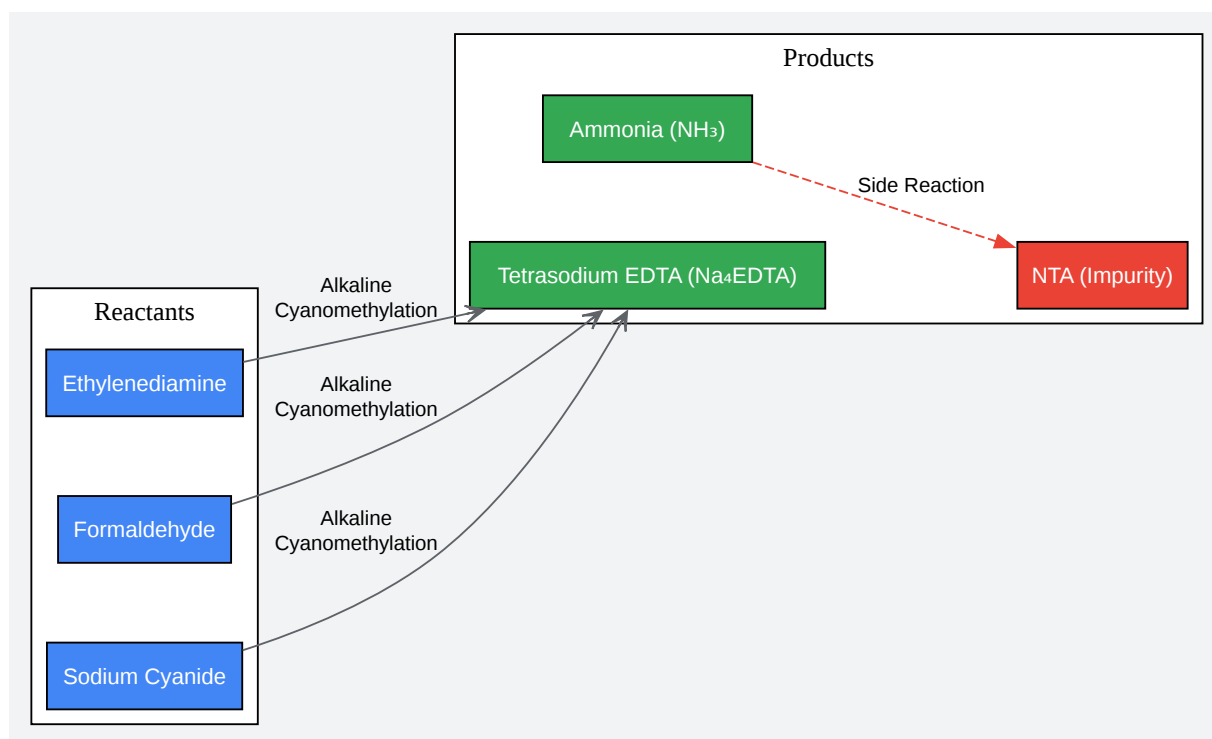 Products
Ammonia (NH₃)
Side Reaction
Tetrasodium EDTA (Na₄EDTA)
NTA (Impurity)
Alkaline
Cyanomethylation
Reactants
Ethylenediamine
Alkaline
Cyanomethylation
Formaldehyde
Alkaline
Cyanomethylation
Sodium Cyanide